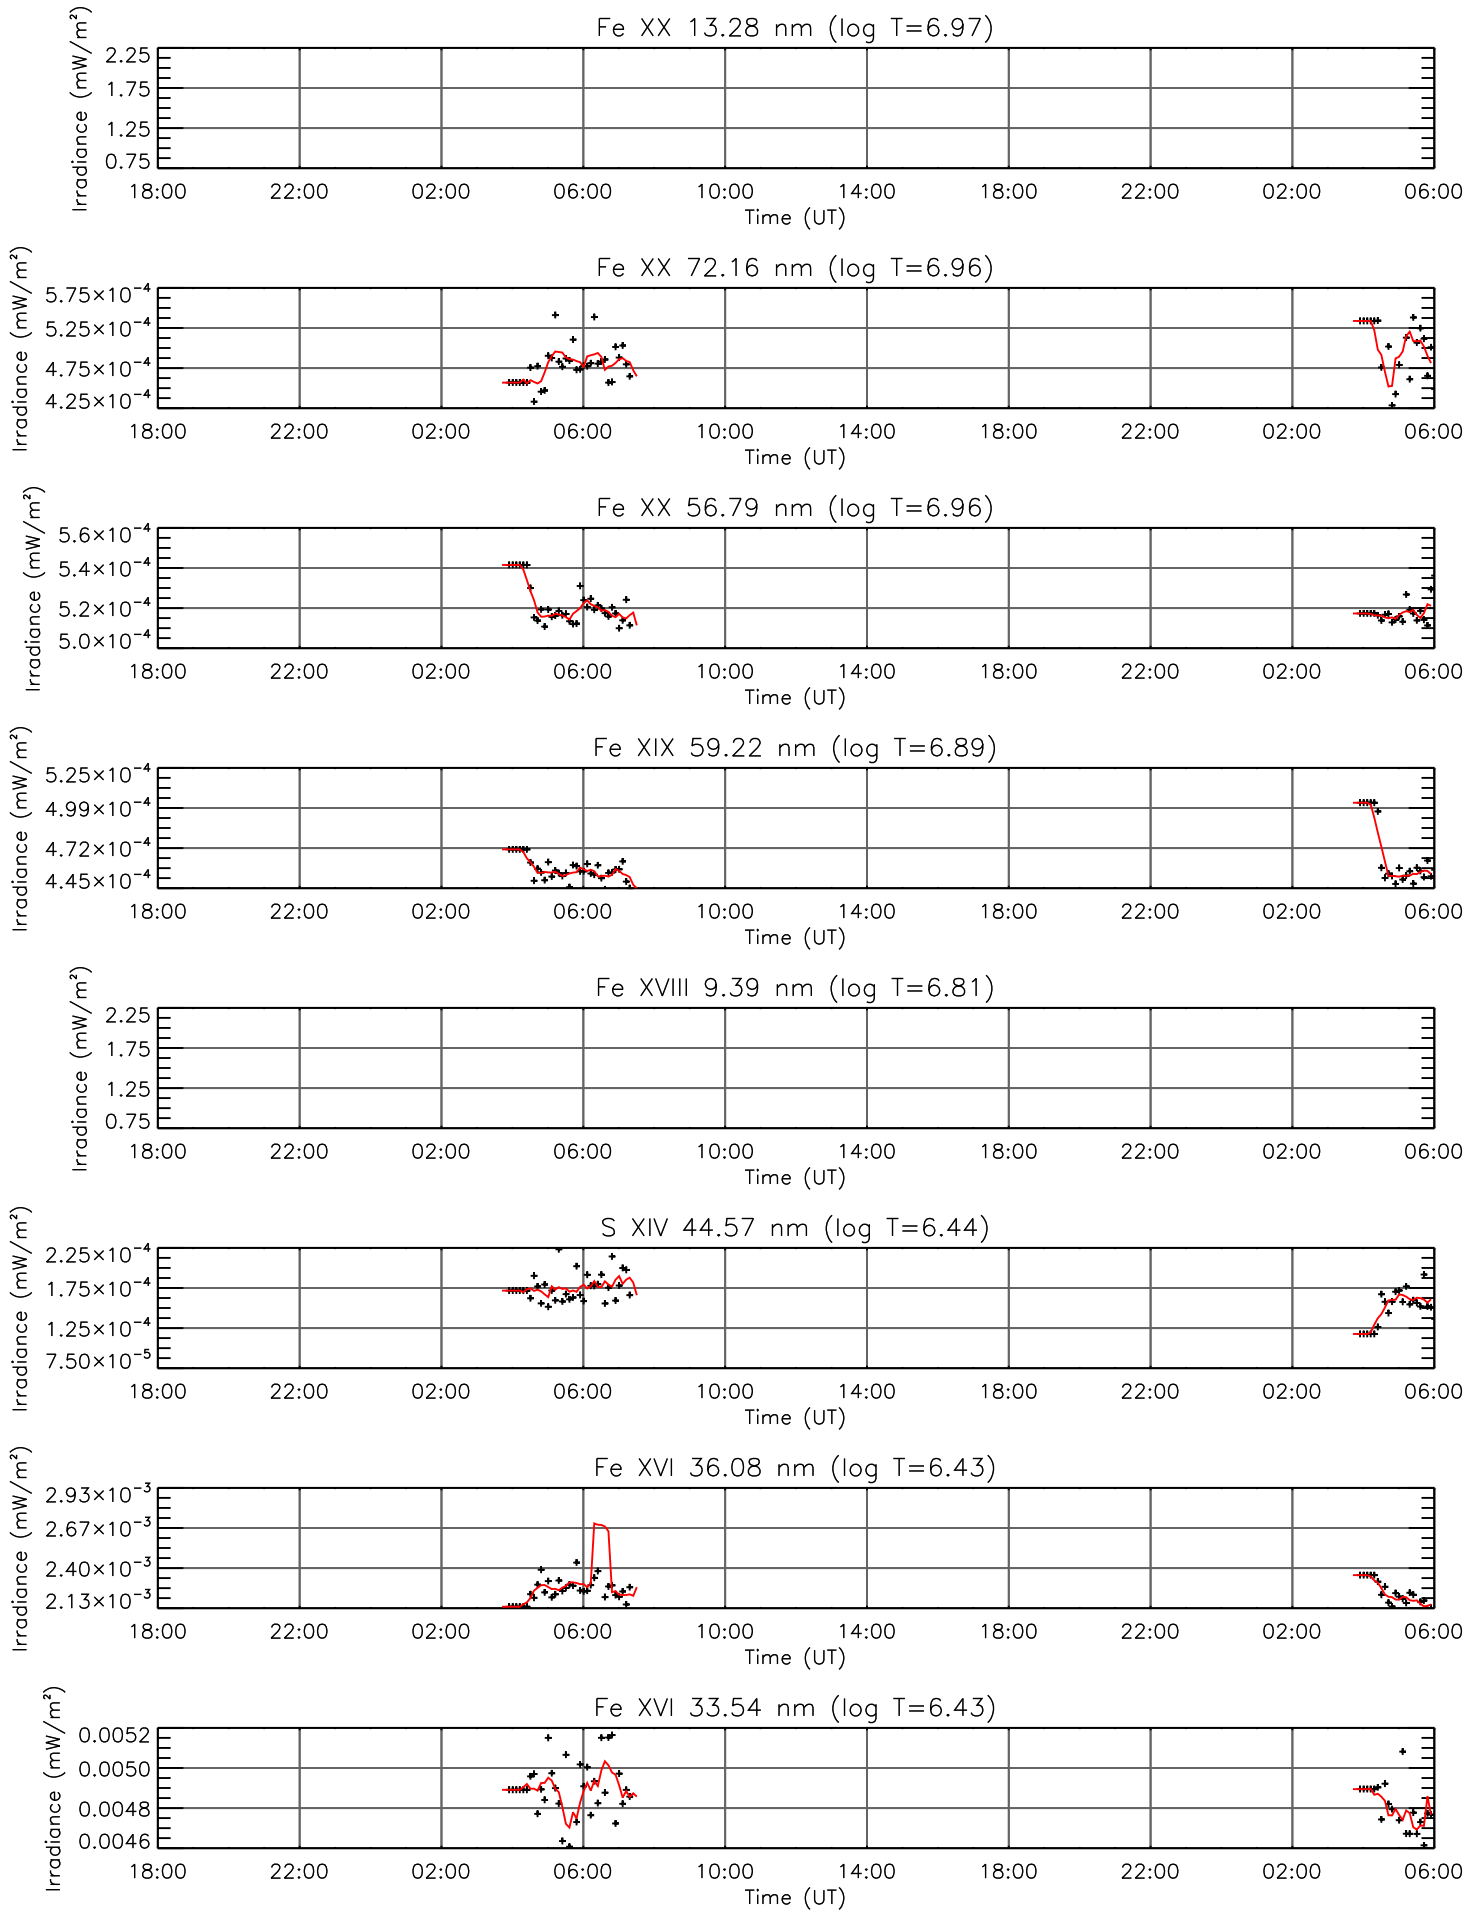 Fe XX 13.28 nm (log T=6.97)
Irradiance (mW/m²)
2.25
1.75
1.25
0.75
18:00 22:00 02:00 06:00 10:00 14:00 18:00 22:00 02:00 06:00
Time (UT)
Fe XX 72.16 nm (log T=6.96)
Irradiance (mW/m²)
5.75×10⁻⁴
5.25×10⁻⁴
4.75×10⁻⁴
4.25×10⁻⁴
18:00 22:00 02:00 06:00 10:00 14:00 18:00 22:00 02:00 06:00
Time (UT)
Fe XX 56.79 nm (log T=6.96)
Irradiance (mW/m²)
5.6×10⁻⁴
5.4×10⁻⁴
5.2×10⁻⁴
5.0×10⁻⁴
18:00 22:00 02:00 06:00 10:00 14:00 18:00 22:00 02:00 06:00
Time (UT)
Fe XIX 59.22 nm (log T=6.89)
Irradiance (mW/m²)
5.25×10⁻⁴
4.99×10⁻⁴
4.72×10⁻⁴
4.45×10⁻⁴
18:00 22:00 02:00 06:00 10:00 14:00 18:00 22:00 02:00 06:00
Time (UT)
Fe XVIII 9.39 nm (log T=6.81)
Irradiance (mW/m²)
2.25
1.75
1.25
0.75
18:00 22:00 02:00 06:00 10:00 14:00 18:00 22:00 02:00 06:00
Time (UT)
S XIV 44.57 nm (log T=6.44)
Irradiance (mW/m²)
2.25×10⁻⁴
1.75×10⁻⁴
1.25×10⁻⁴
7.50×10⁻⁵
18:00 22:00 02:00 06:00 10:00 14:00 18:00 22:00 02:00 06:00
Time (UT)
Fe XVI 36.08 nm (log T=6.43)
Irradiance (mW/m²)
2.93×10⁻³
2.67×10⁻³
2.40×10⁻³
2.13×10⁻³
18:00 22:00 02:00 06:00 10:00 14:00 18:00 22:00 02:00 06:00
Time (UT)
Fe XVI 33.54 nm (log T=6.43)
Irradiance (mW/m²)
0.0052
0.0050
0.0048
0.0046
18:00 22:00 02:00 06:00 10:00 14:00 18:00 22:00 02:00 06:00
Time (UT)